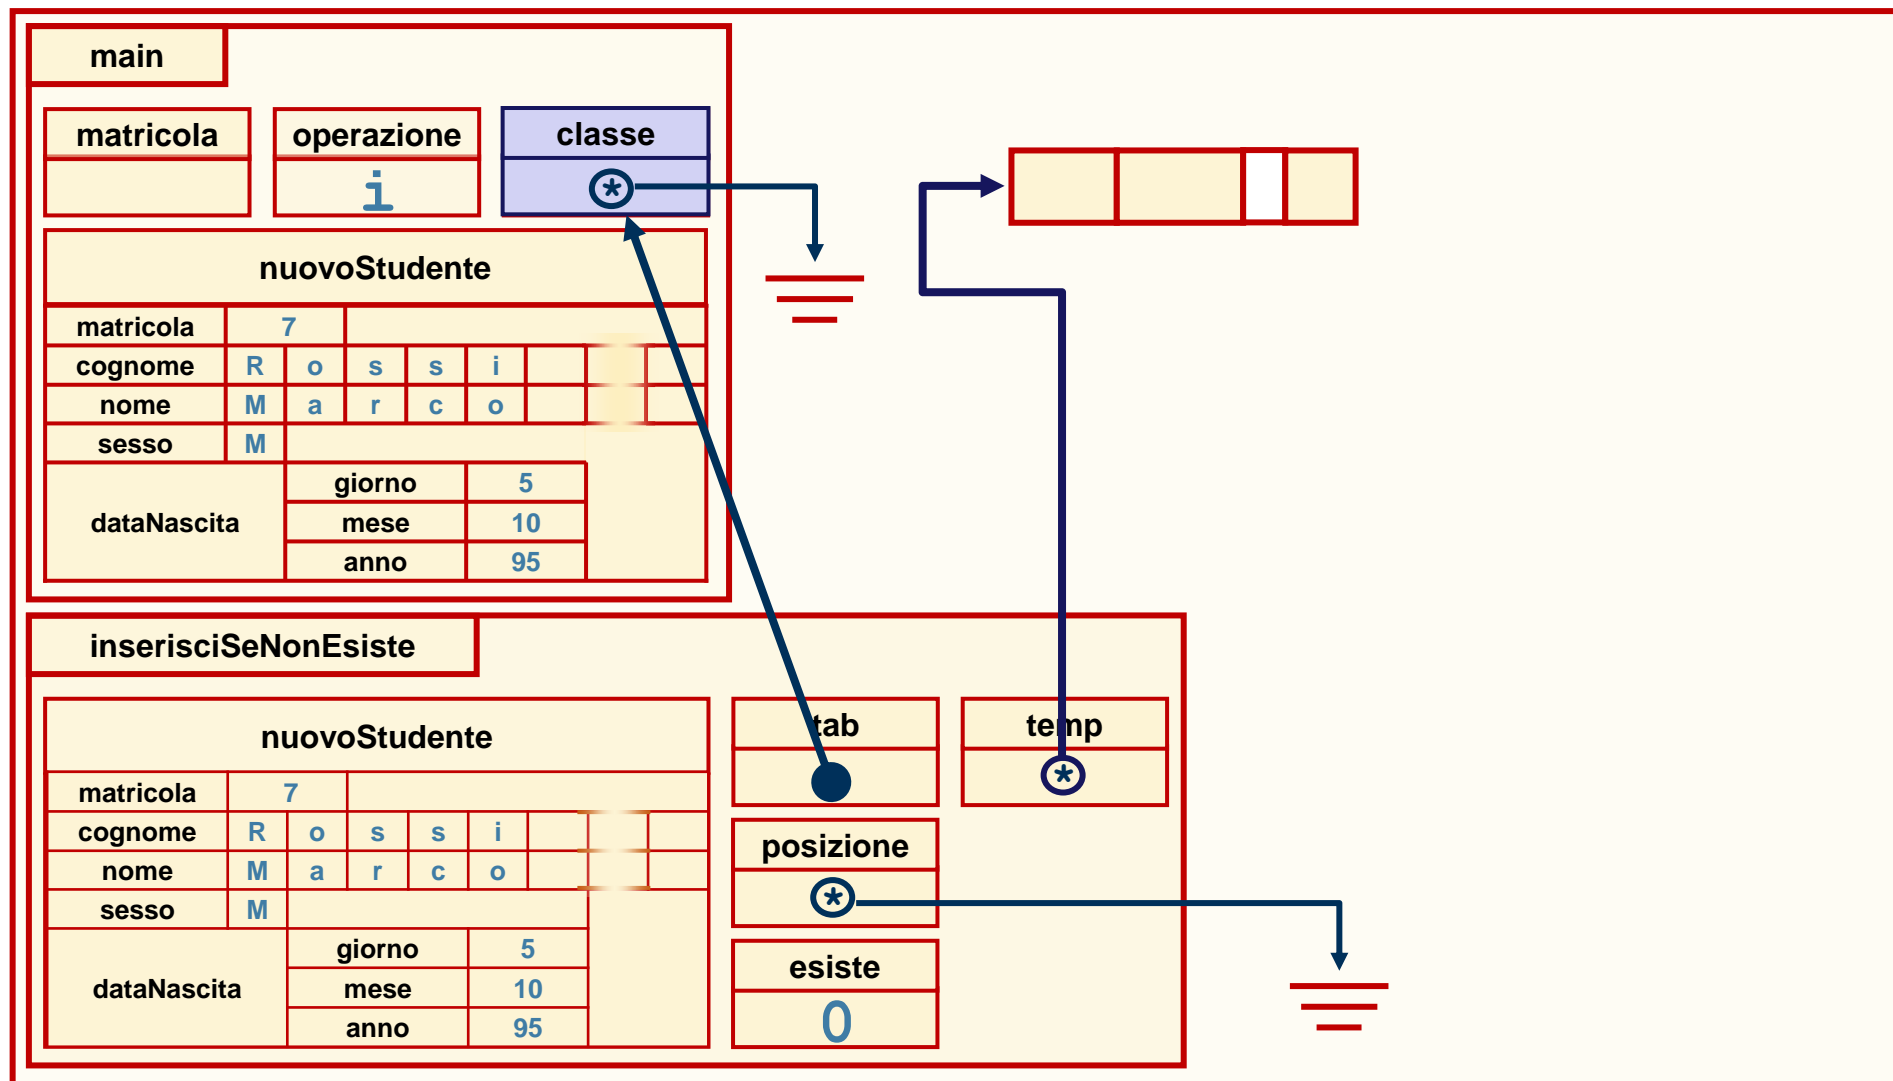 main
matricola operazione classe
i *
nuovoStudente
matricola 7
cognome R o s s i
nome M a r c o
sesso M
dataNascita giorno 5
mese 10
anno 95
inserisciSeNonEsiste
nuovoStudente
matricola 7
cognome R o s s i
nome M a r c o
sesso M
dataNascita giorno 5
mese 10
anno 95
tab temp
*
posizione
*
esiste
0